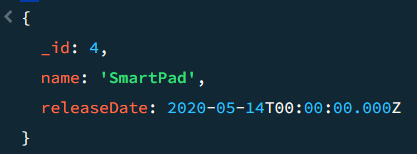 {
_id: 4,
name: 'SmartPad',
releaseDate: 2020-05-14T00:00:00.000Z
}